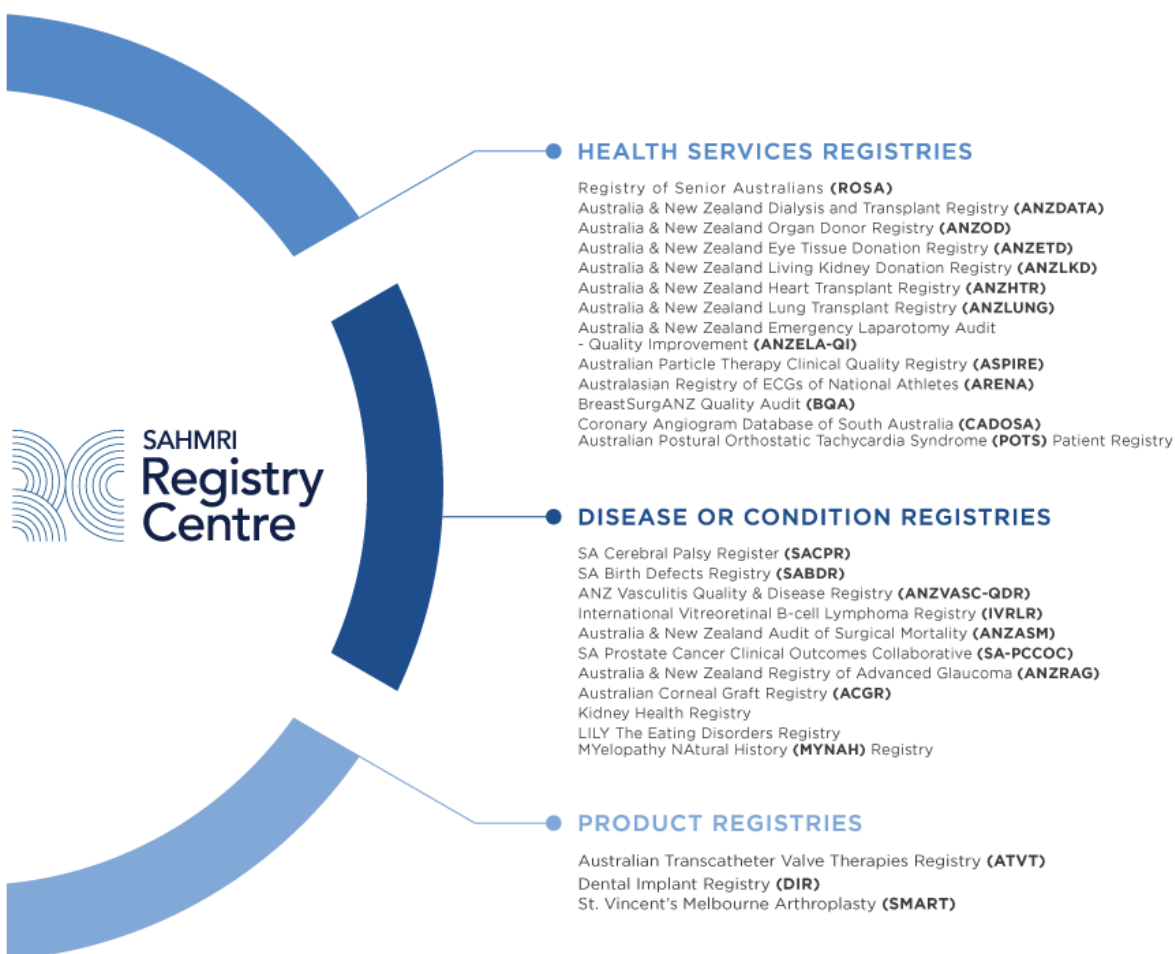 SAHMRI
Registry
Centre
HEALTH SERVICES REGISTRIES
Registry of Senior Australians (ROSA)
Australia & New Zealand Dialysis and Transplant Registry (ANZDATA)
Australia & New Zealand Organ Donor Registry (ANZOD)
Australia & New Zealand Eye Tissue Donation Registry (ANZETD)
Australia & New Zealand Living Kidney Donation Registry (ANZLKD)
Australia & New Zealand Heart Transplant Registry (ANZHTR)
Australia & New Zealand Lung Transplant Registry (ANZLUNG)
Australia & New Zealand Emergency Laparotomy Audit
- Quality Improvement (ANZELA-QI)
Australian Particle Therapy Clinical Quality Registry (ASPIRE)
Australasian Registry of ECGs of National Athletes (ARENA)
BreastSurgANZ Quality Audit (BQA)
Coronary Angiogram Database of South Australia (CADOSA)
Australian Postural Orthostatic Tachycardia Syndrome (POTS) Patient Registry
DISEASE OR CONDITION REGISTRIES
SA Cerebral Palsy Register (SACPR)
SA Birth Defects Registry (SABDR)
ANZ Vasculitis Quality & Disease Registry (ANZVASC-QDR)
International Vitreoretinal B-cell Lymphoma Registry (IVRLR)
Australia & New Zealand Audit of Surgical Mortality (ANZASM)
SA Prostate Cancer Clinical Outcomes Collaborative (SA-PCCOC)
Australia & New Zealand Registry of Advanced Glaucoma (ANZRAG)
Australian Corneal Graft Registry (ACGR)
Kidney Health Registry
LILY The Eating Disorders Registry
MYelopathy NAtural History (MYNAH) Registry
PRODUCT REGISTRIES
Australian Transcatheter Valve Therapies Registry (ATVT)
Dental Implant Registry (DIR)
St. Vincent's Melbourne Arthroplasty (SMART)